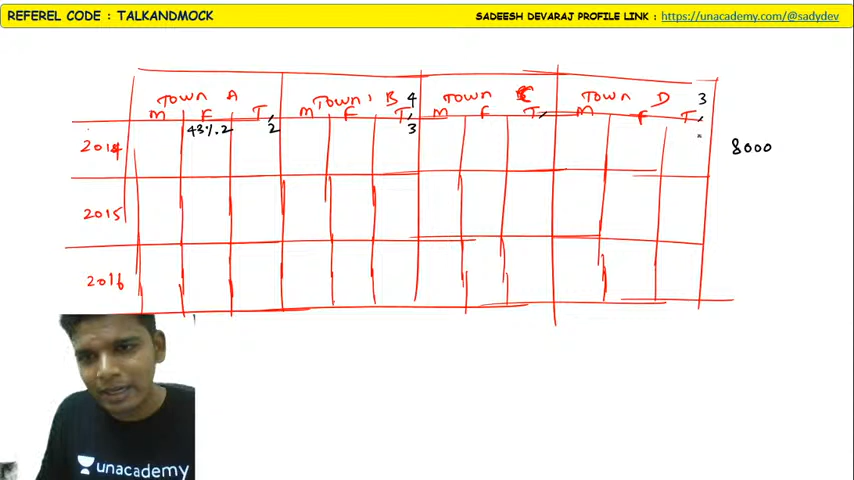 REFEREL CODE : TALKANDMOCK
SADEESH DEVARAJ PROFILE LINK : https://unacademy.com/@sadydev
Town A Town B 4 Town C Town D 3
M F T M F T M F T M F T
2014 43%.2 2 3 8000
2015
2016
unacademy